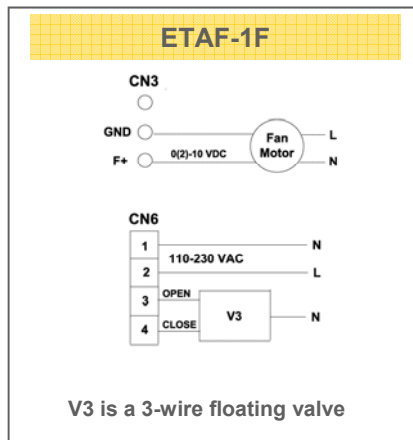 ETAF-1F
CN3
GND
F+
0(2)-10 VDC
Fan
Motor
L
N
CN6
1
110-230 VAC
N
2
L
3
OPEN
V3
N
4
CLOSE
V3 is a 3-wire floating valve